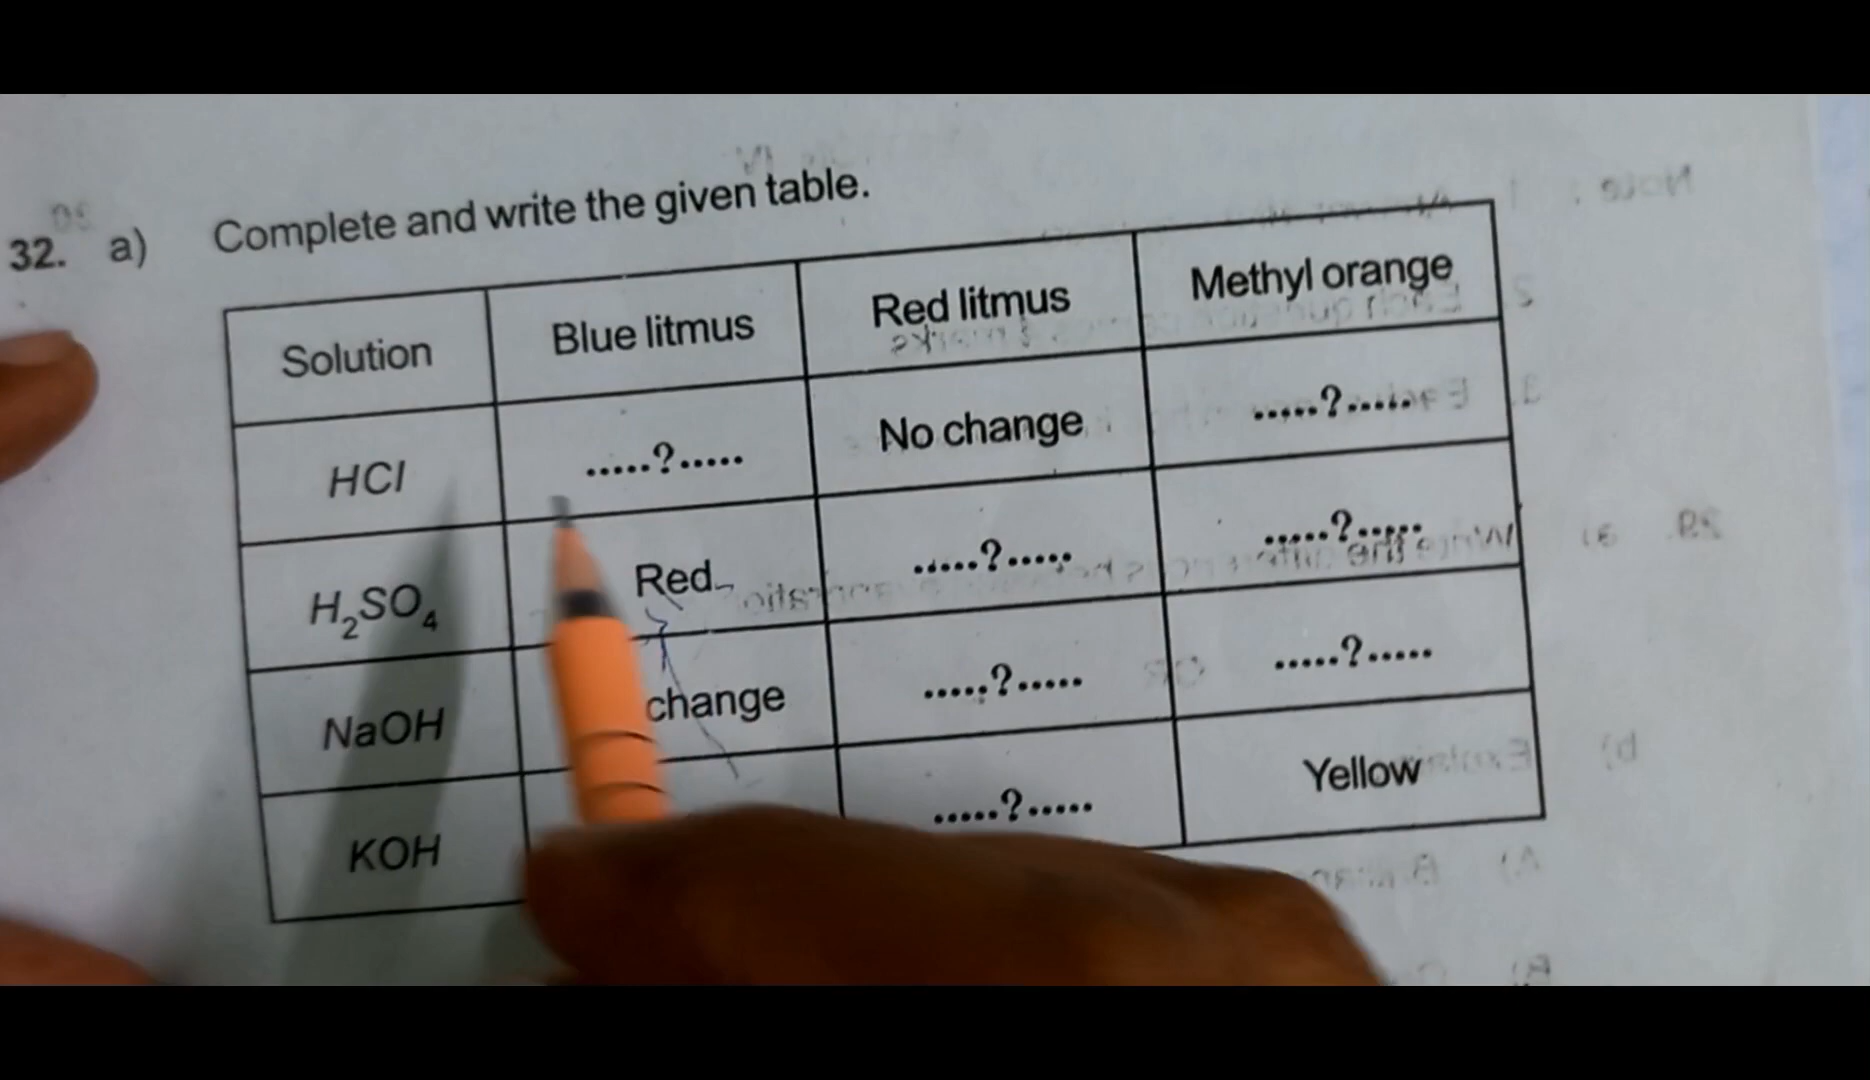 32. a) Complete and write the given table.
Solution Blue litmus Red litmus Methyl orange
HCl .....?..... No change .....?.....
H₂SO₄ Red .....?..... .....?.....
NaOH change .....?..... .....?.....
KOH .....?..... Yellow